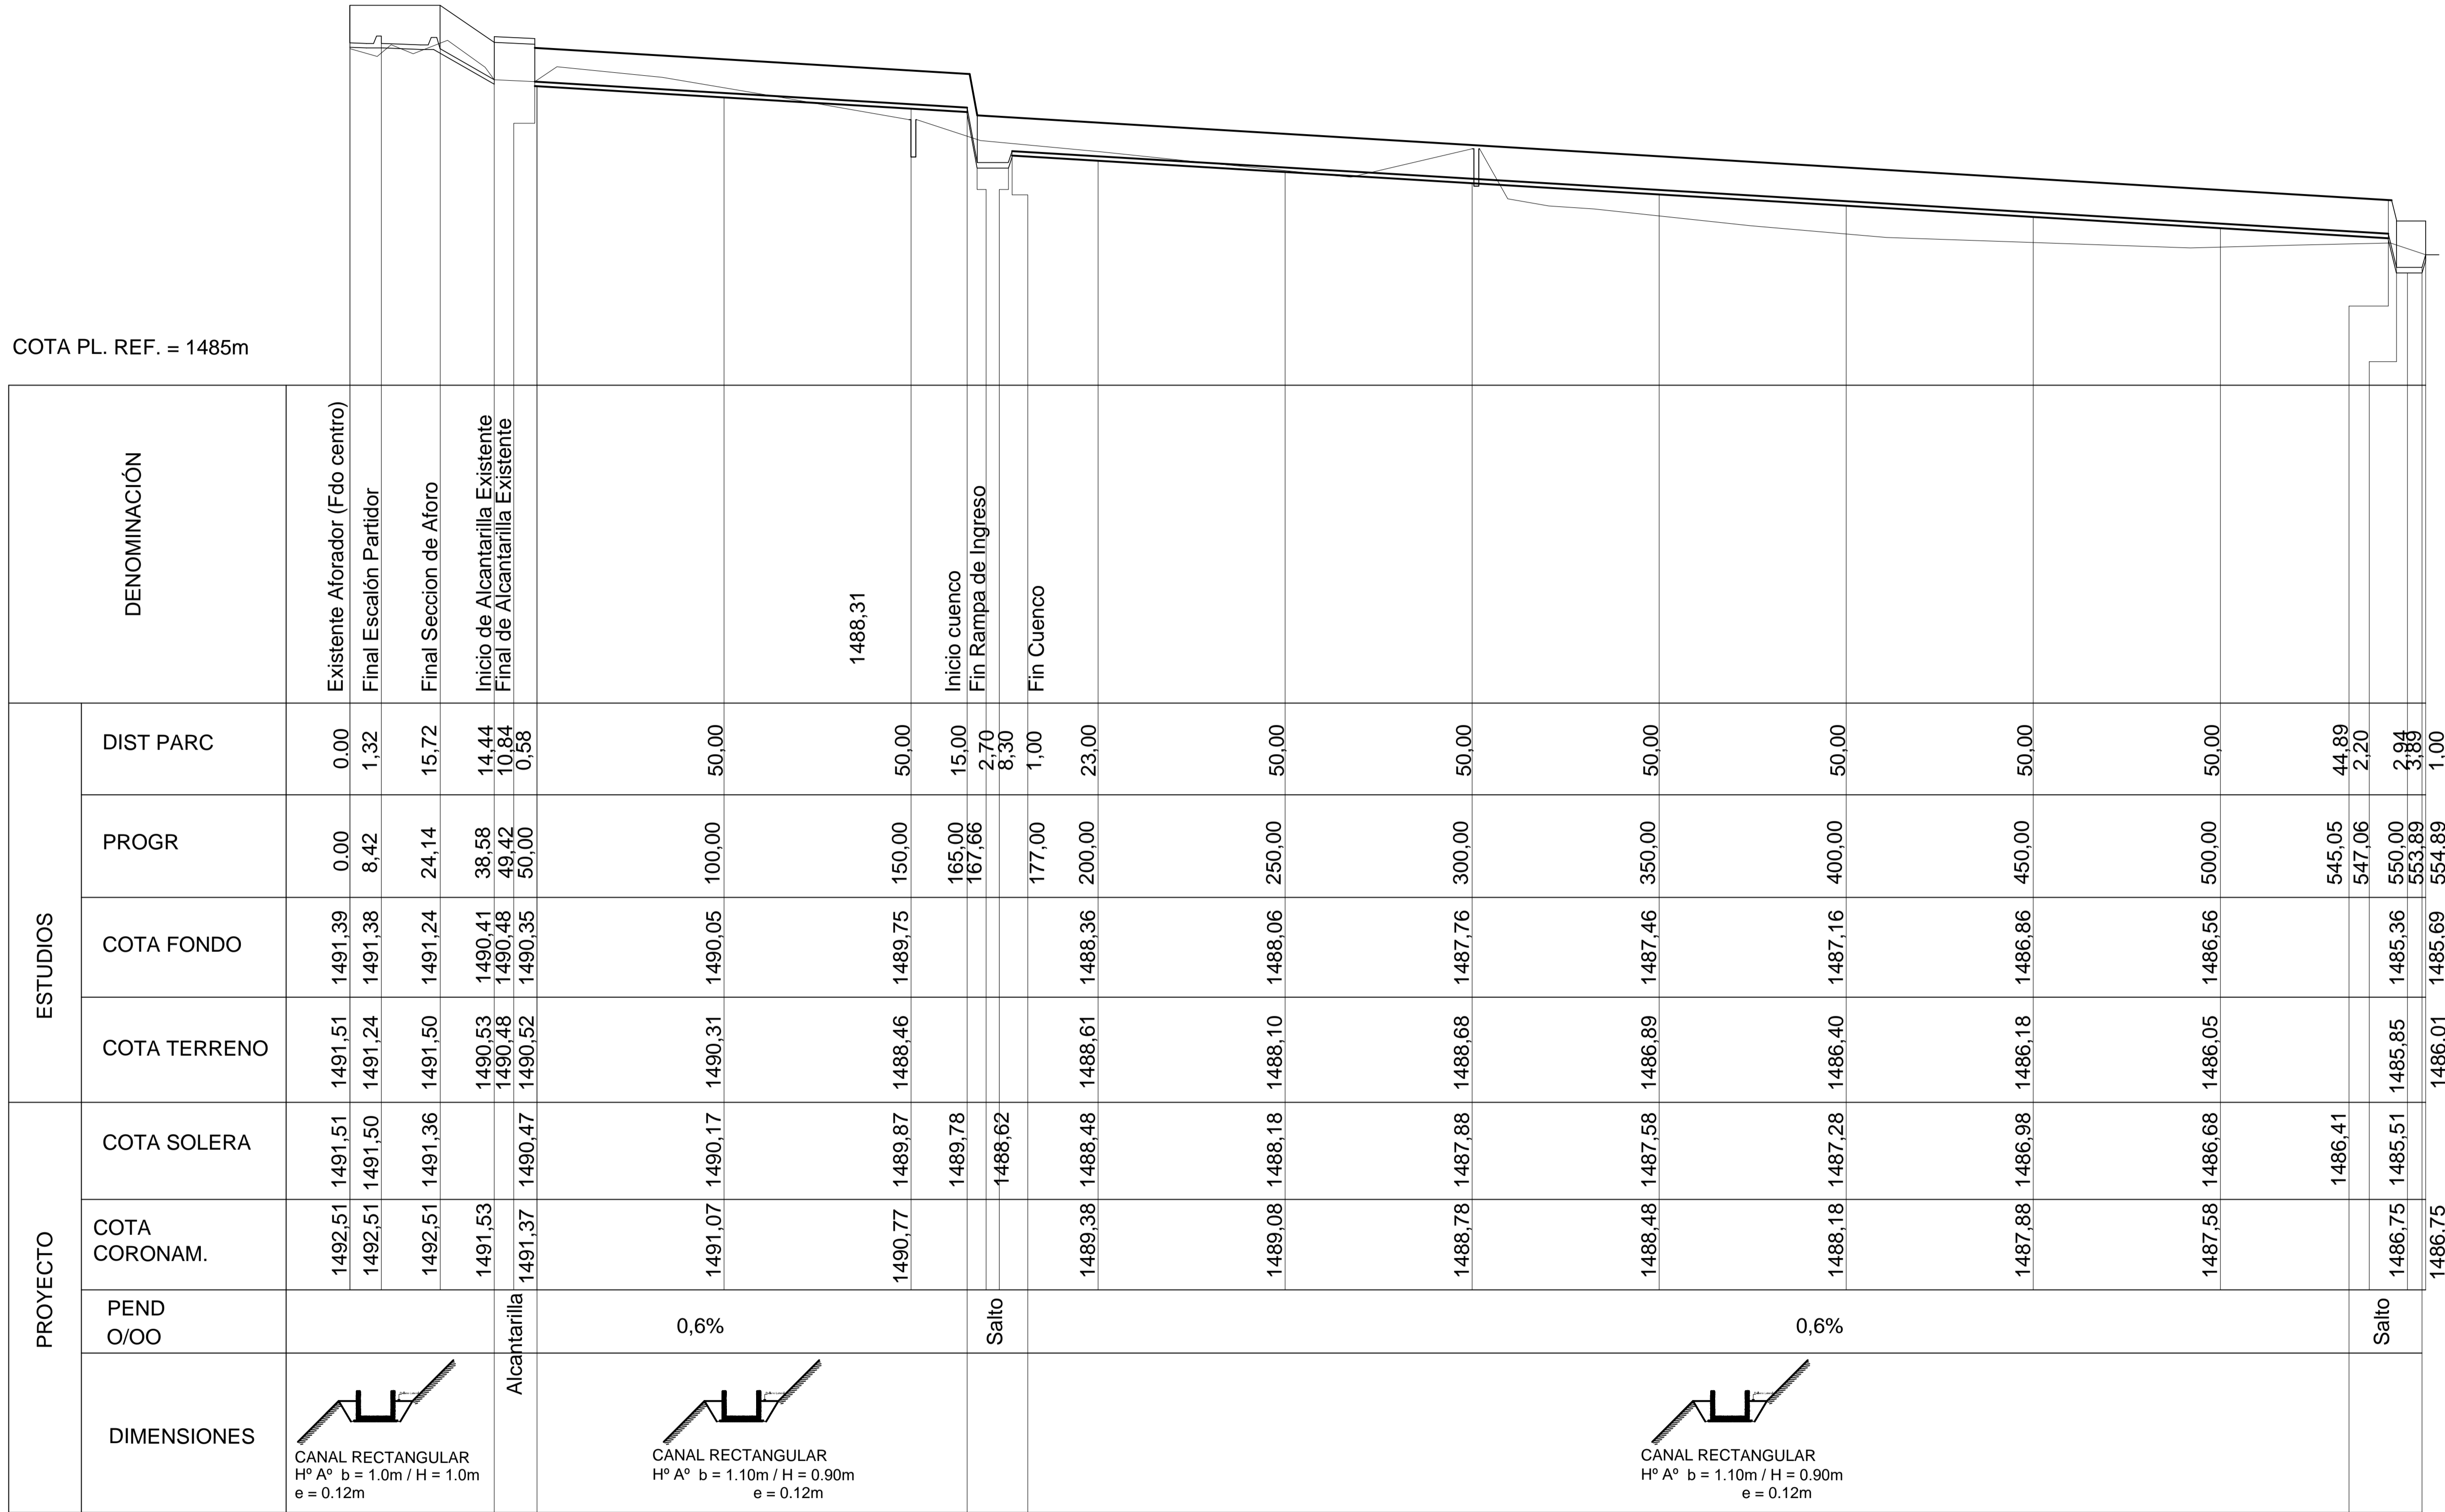 COTA PL. REF. = 1485m
DENOMINACIÓN
Existente Aforador (Fdo centro)
Final Escalón Partidor
Final Seccion de Aforo
Inicio de Alcantarilla Existente
Final de Alcantarilla Existente
1488,31
Inicio cuenco
Fin Rampa de Ingreso
Fin Cuenco
ESTUDIOS
DIST PARC
0.00 1,32 15,72 14,44 10,84 0,58 50,00 50,00 15,00 2,70 8,30 1,00 23,00 50,00 50,00 50,00 50,00 50,00 50,00 44,89 2,20 2,94 3,89 1,00
PROGR
0.00 8,42 24,14 38,58 49,42 50,00 100,00 150,00 165,00 167,66 177,00 200,00 250,00 300,00 350,00 400,00 450,00 500,00 545,05 547,06 550,00 553,89 554,89
COTA FONDO
1491,39 1491,38 1491,24 1490,41 1490,48 1490,35 1490,05 1489,75 1488,36 1488,06 1487,76 1487,46 1487,16 1486,86 1486,56 1485,36 1485,69
COTA TERRENO
1491,51 1491,24 1491,50 1490,53 1490,48 1490,52 1490,31 1488,46 1488,61 1488,10 1488,68 1486,89 1486,40 1486,18 1486,05 1485,85 1486,01
PROYECTO
COTA SOLERA
1491,51 1491,50 1491,36 1490,47 1490,17 1489,87 1489,78 1488,62 1488,48 1488,18 1487,88 1487,58 1487,28 1486,98 1486,68 1486,41 1485,51
COTA
CORONAM.
1492,51 1492,51 1492,51 1491,53 1491,37 1491,07 1490,77 1489,38 1489,08 1488,78 1488,48 1488,18 1487,88 1487,58 1486,75 1486,75
PEND
O/OO
Alcantarilla
0,6%
Salto
0,6%
Salto
DIMENSIONES
CANAL RECTANGULAR
Hº Aº b = 1.0m / H = 1.0m
e = 0.12m
CANAL RECTANGULAR
Hº Aº b = 1.10m / H = 0.90m
e = 0.12m
CANAL RECTANGULAR
Hº Aº b = 1.10m / H = 0.90m
e = 0.12m